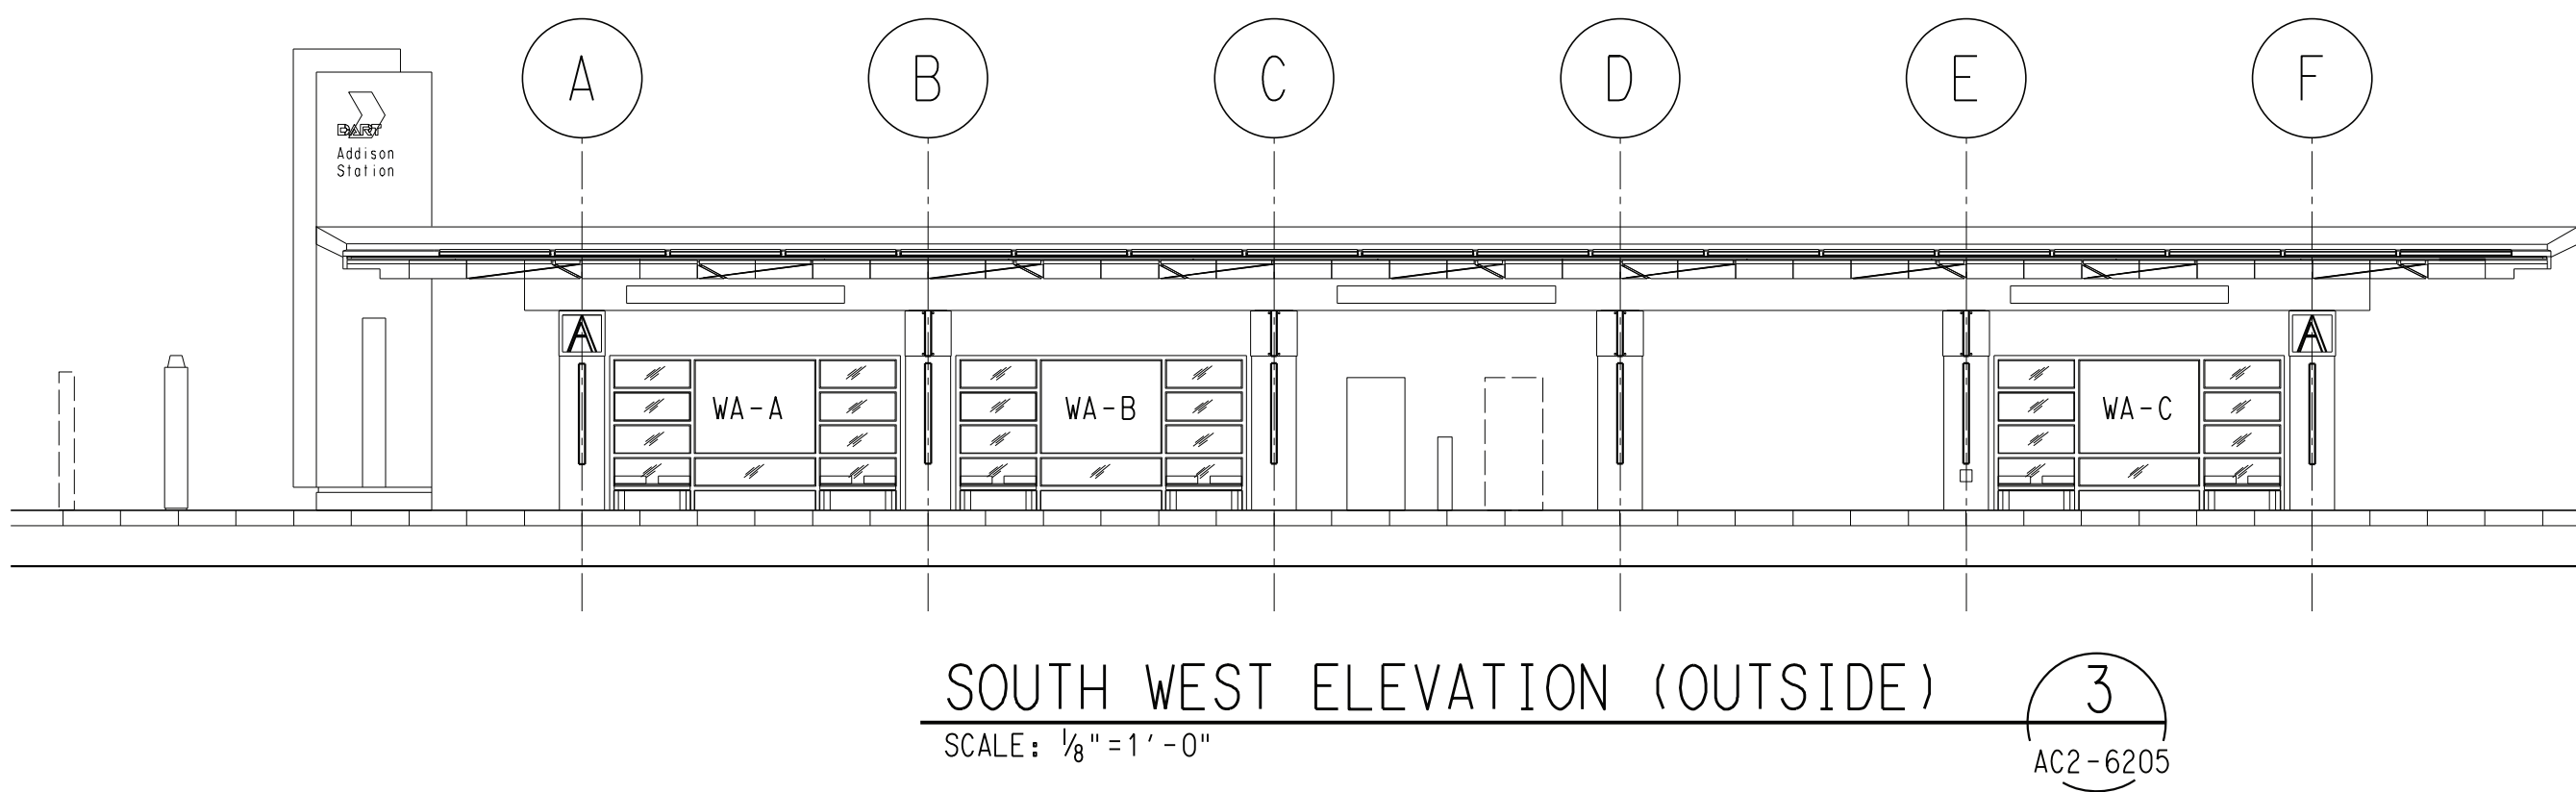 A B C D E F
DART
Addison
Station
A A
WA-A WA-B WA-C
SOUTH WEST ELEVATION (OUTSIDE) 3
SCALE: 1/8"=1'-0"
AC2-6205